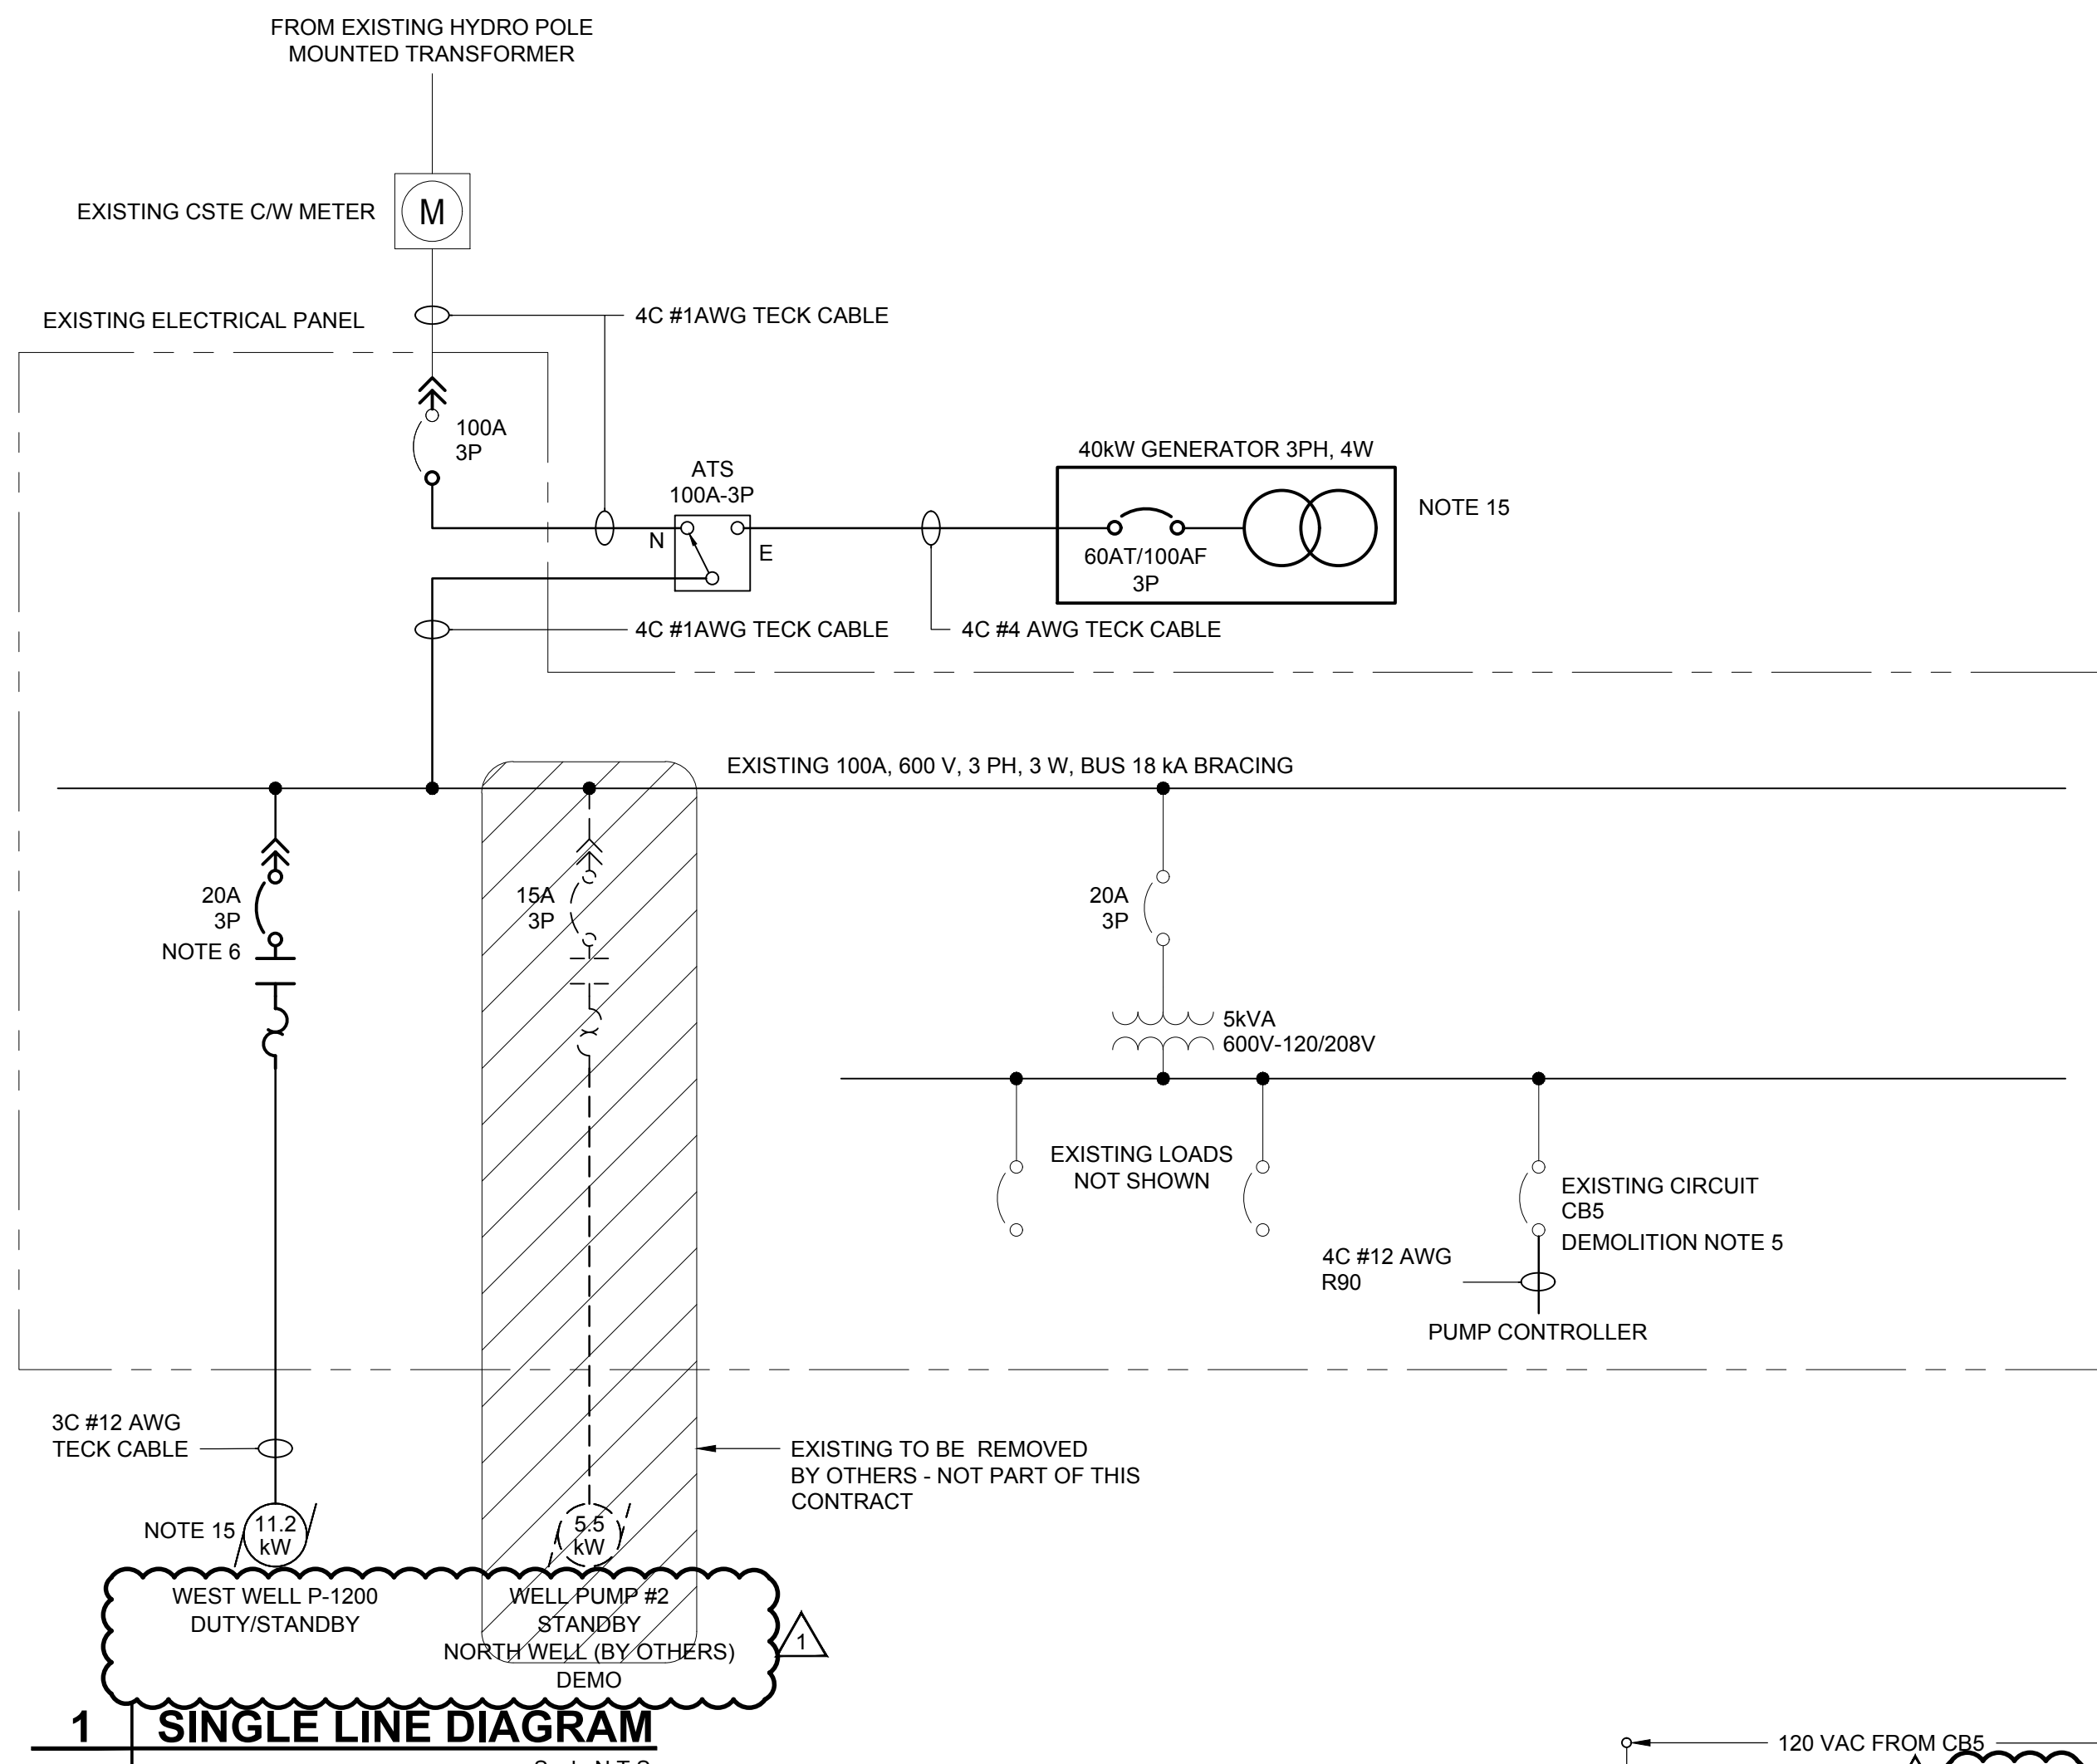 FROM EXISTING HYDRO POLE
MOUNTED TRANSFORMER
EXISTING CSTE C/W METER
M
EXISTING ELECTRICAL PANEL
4C #1AWG TECK CABLE
100A
3P
ATS
100A-3P
N
E
40kW GENERATOR 3PH, 4W
60AT/100AF
3P
NOTE 15
4C #1AWG TECK CABLE
4C #4 AWG TECK CABLE
EXISTING 100A, 600 V, 3 PH, 3 W, BUS 18 kA BRACING
20A
3P
NOTE 6
15A
3P
20A
3P
5kVA
600V-120/208V
EXISTING LOADS
NOT SHOWN
EXISTING CIRCUIT
CB5
DEMOLITION NOTE 5
4C #12 AWG
R90
PUMP CONTROLLER
3C #12 AWG
TECK CABLE
EXISTING TO BE REMOVED
BY OTHERS - NOT PART OF THIS
CONTRACT
NOTE 15
11.2
kW
5.5
kW
WEST WELL P-1200
DUTY/STANDBY
WELL PUMP #2
STANDBY
NORTH WELL (BY OTHERS)
DEMO
1
1 SINGLE LINE DIAGRAM
120 VAC FROM CB5